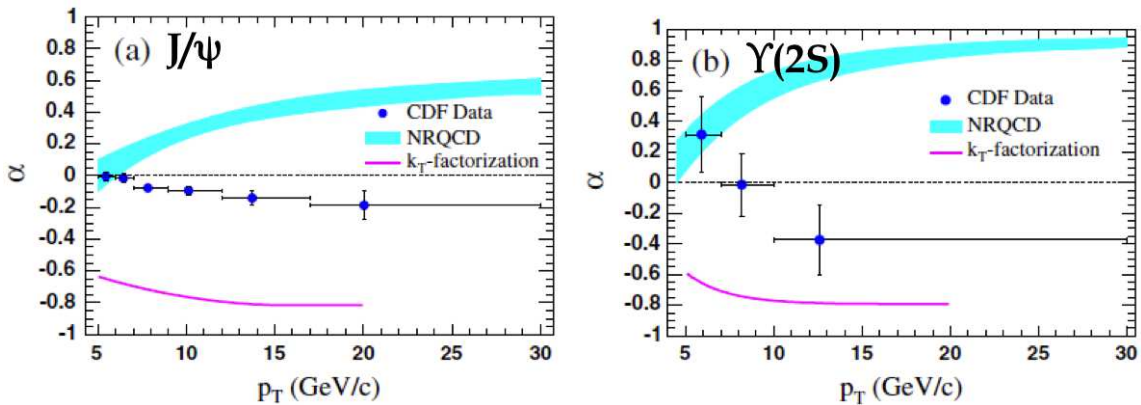 (a) J/ψ
CDF Data
NRQCD
k_T-factorization
α
1
0.8
0.6
0.4
0.2
0
-0.2
-0.4
-0.6
-0.8
-1
5 10 15 20 25 30
p_T (GeV/c)
(b) ϒ(2S)
CDF Data
NRQCD
k_T-factorization
α
1
0.8
0.6
0.4
0.2
0
-0.2
-0.4
-0.6
-0.8
-1
5 10 15 20 25 30
p_T (GeV/c)